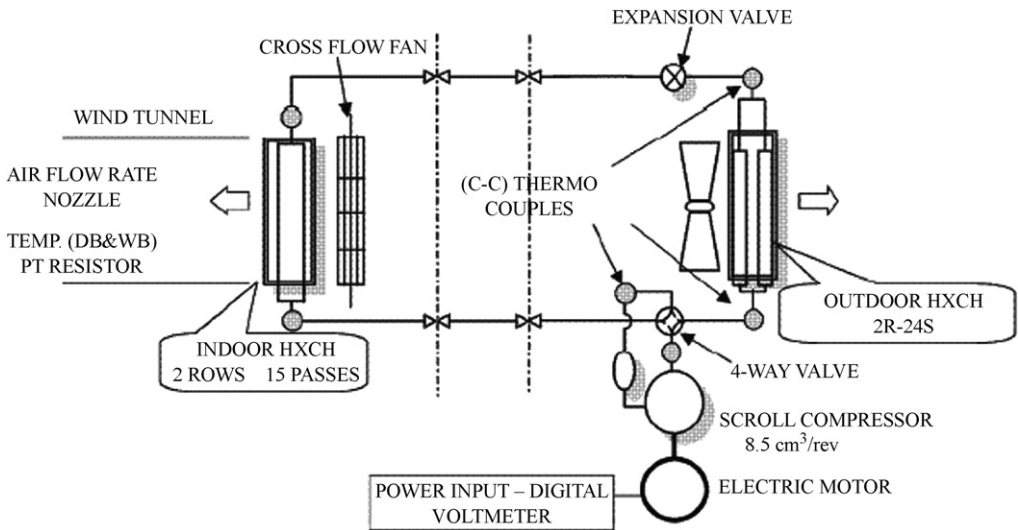 EXPANSION VALVE
CROSS FLOW FAN
WIND TUNNEL
AIR FLOW RATE
NOZZLE
TEMP. (DB&WB)
PT RESISTOR
(C-C) THERMO
COUPLES
INDOOR HXCH
2 ROWS 15 PASSES
OUTDOOR HXCH
2R-24S
4-WAY VALVE
SCROLL COMPRESSOR
8.5 cm³/rev
ELECTRIC MOTOR
POWER INPUT – DIGITAL
VOLTMETER